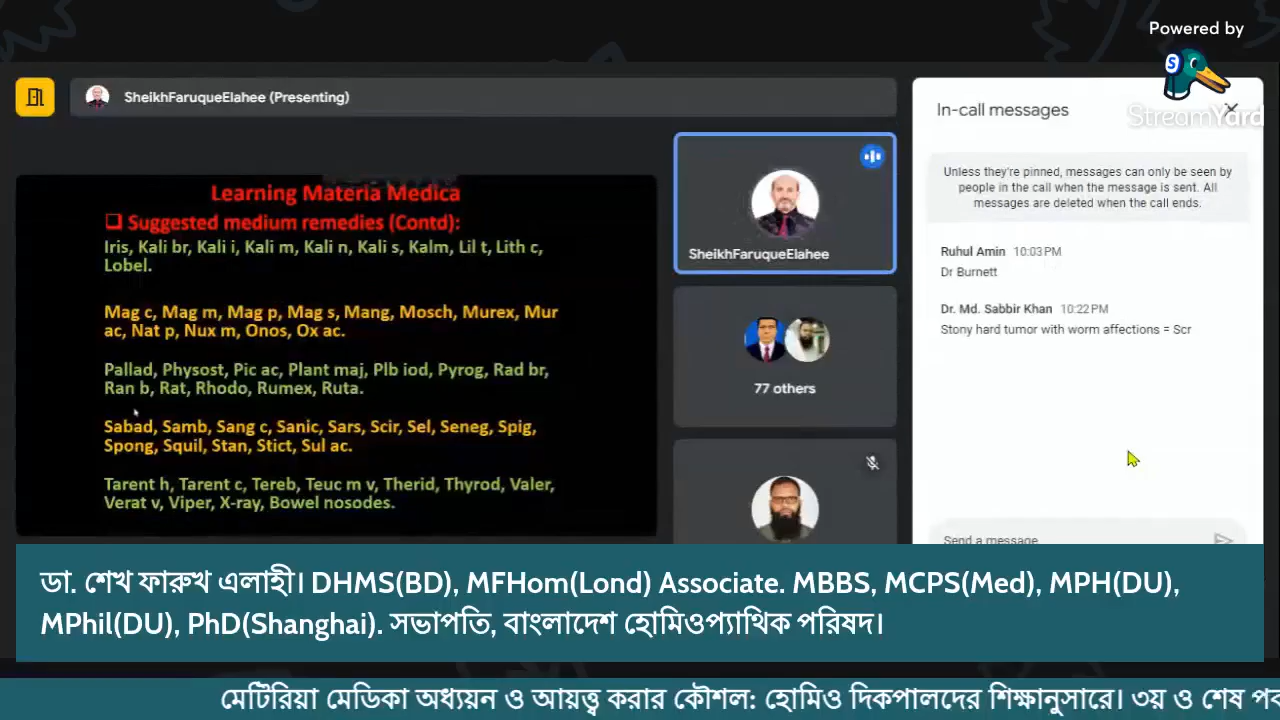 Powered by
StreamYard
SheikhFaruqueElahee (Presenting)
Learning Materia Medica
❑ Suggested medium remedies (Contd):
Iris, Kali br, Kali i, Kali m, Kali n, Kali s, Kalm, Lil t, Lith c,
Lobel.
Mag c, Mag m, Mag p, Mag s, Mang, Mosch, Murex, Mur
ac, Nat p, Nux m, Onos, Ox ac.
Pallad, Physost, Pic ac, Plant maj, Plb iod, Pyrog, Rad br,
Ran b, Rat, Rhodo, Rumex, Ruta.
Sabad, Samb, Sang c, Sanic, Sars, Scir, Sel, Seneg, Spig,
Spong, Squil, Stan, Stict, Sul ac.
Tarent h, Tarent c, Tereb, Teuc m v, Therid, Thyrod, Valer,
Verat v, Viper, X-ray, Bowel nosodes.
SheikhFaruqueElahee
77 others
In-call messages
Unless they're pinned, messages can only be seen by
people in the call when the message is sent. All
messages are deleted when the call ends.
Ruhul Amin 10:03 PM
Dr Burnett
Dr. Md. Sabbir Khan 10:22 PM
Stony hard tumor with worm affections = Scr
Send a message
ডা. শেখ ফারুখ এলাহী। DHMS(BD), MFHom(Lond) Associate. MBBS, MCPS(Med), MPH(DU),
MPhil(DU), PhD(Shanghai). সভাপতি, বাংলাদেশ হোমিওপ্যাথিক পরিষদ।
মেটিরিয়া মেডিকা অধ্যয়ন ও আয়ত্ত্ব করার কৌশল: হোমিও দিকপালদের শিক্ষানুসারে। ৩য় ও শেষ পর্ব